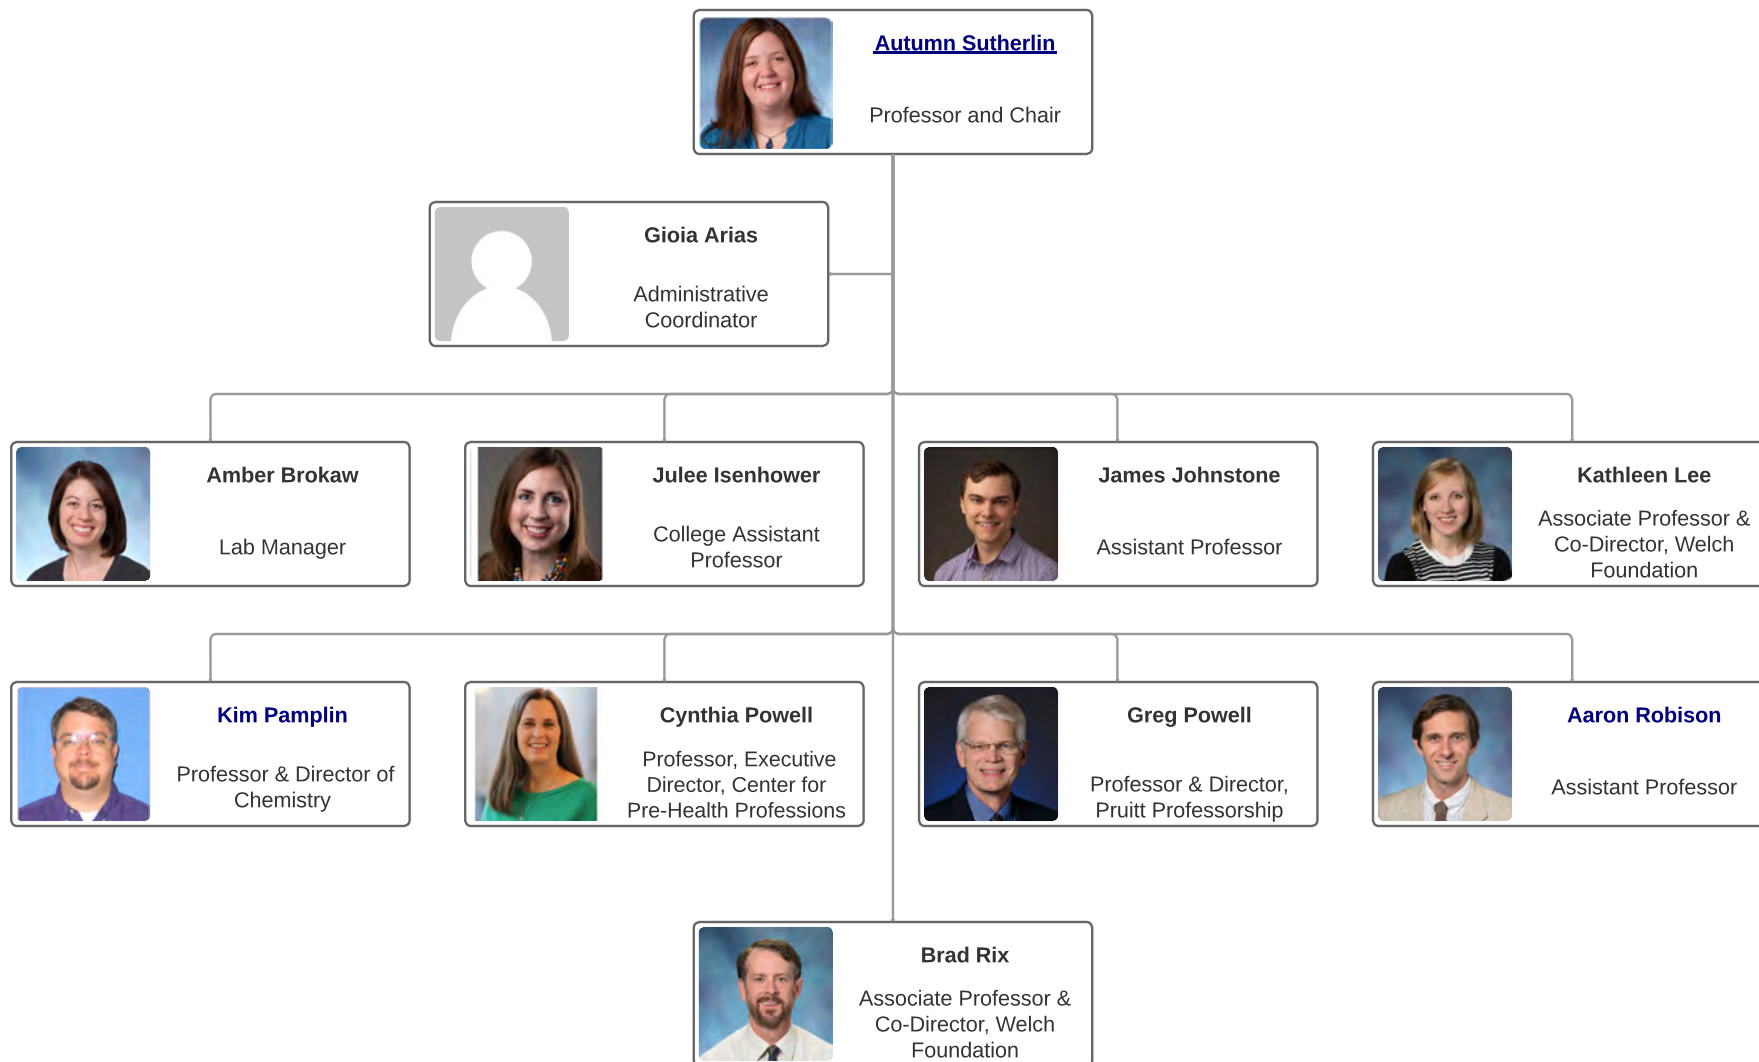 Autumn Sutherlin
Professor and Chair
Gioia Arias
Administrative
Coordinator
Amber Brokaw
Lab Manager
Julee Isenhower
College Assistant
Professor
James Johnstone
Assistant Professor
Kathleen Lee
Associate Professor &
Co-Director, Welch
Foundation
Kim Pamplin
Professor & Director of
Chemistry
Cynthia Powell
Professor, Executive
Director, Center for
Pre-Health Professions
Greg Powell
Professor & Director,
Pruitt Professorship
Aaron Robison
Assistant Professor
Brad Rix
Associate Professor &
Co-Director, Welch
Foundation